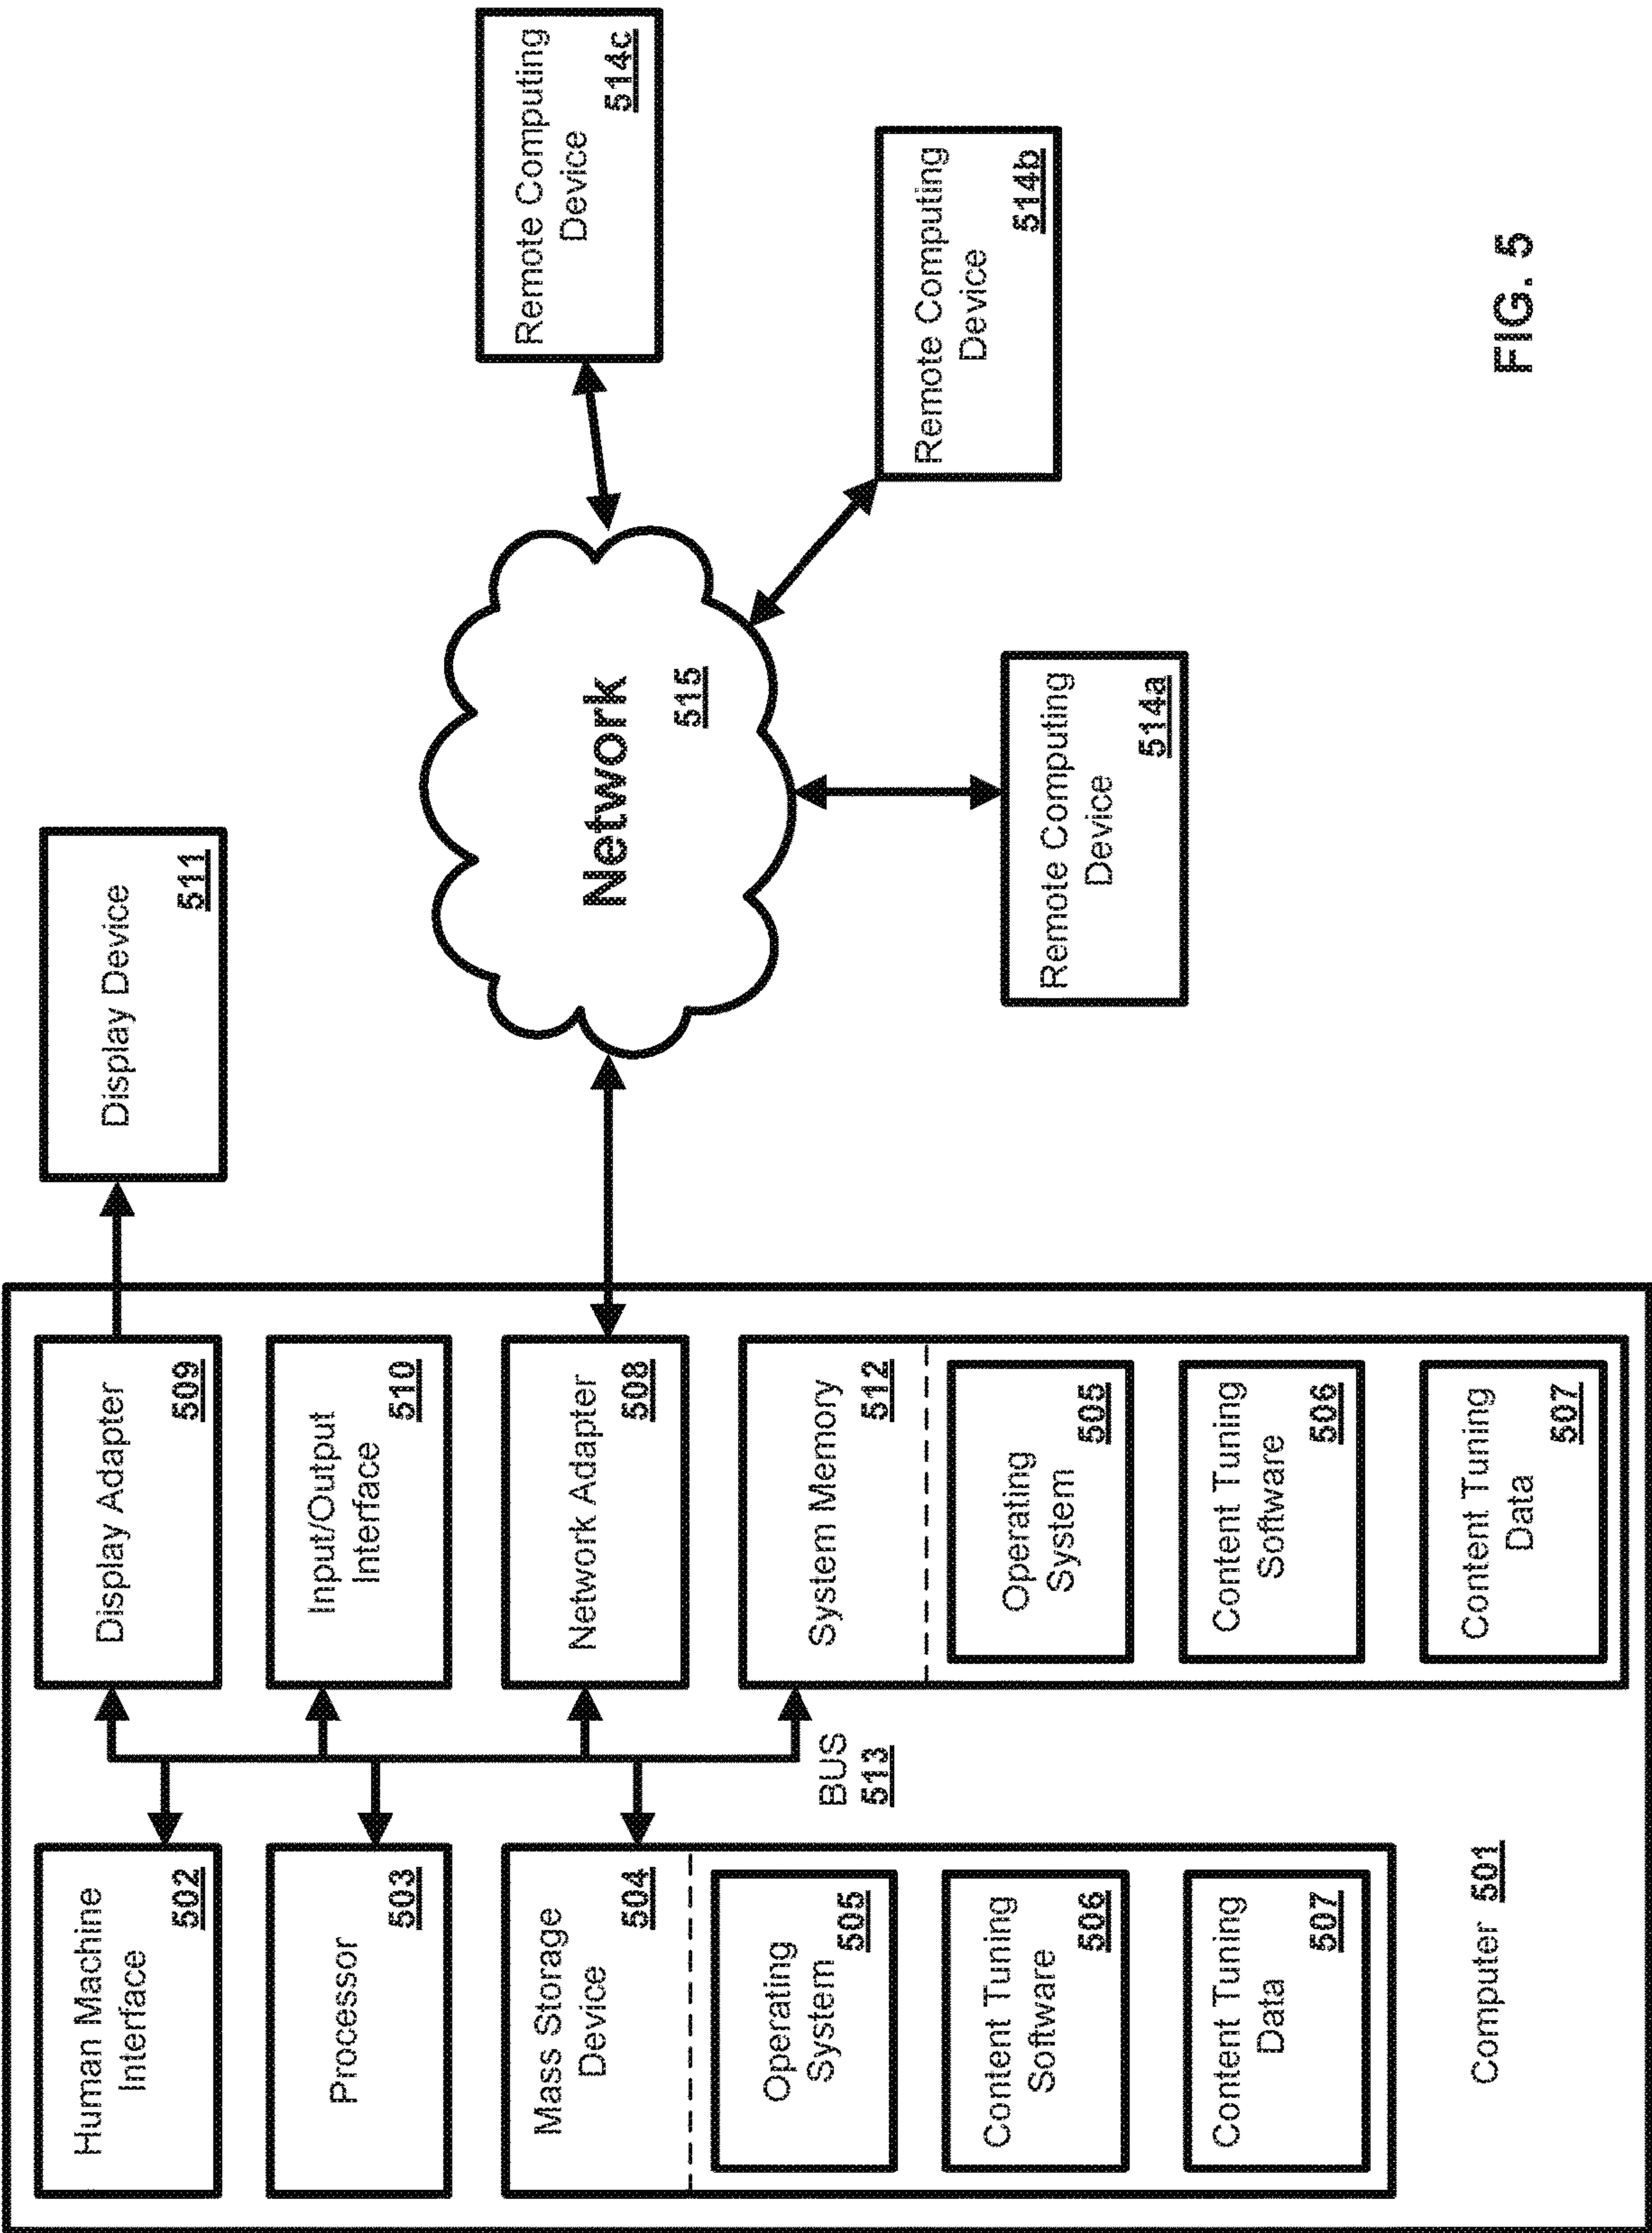 Human Machine
Interface
502
Processor
503
Mass Storage
Device
504
Operating
System
505
Content Tuning
Software
506
Content Tuning
Data
507
Computer 501
BUS
513
Display Adapter
509
Input/Output
Interface
510
Network Adapter
508
System Memory
512
Operating
System
505
Content Tuning
Software
506
Content Tuning
Data
507
Display Device
511
Network
515
Remote Computing
Device
514a
Remote Computing
Device
514b
Remote Computing
Device
514c
FIG. 5